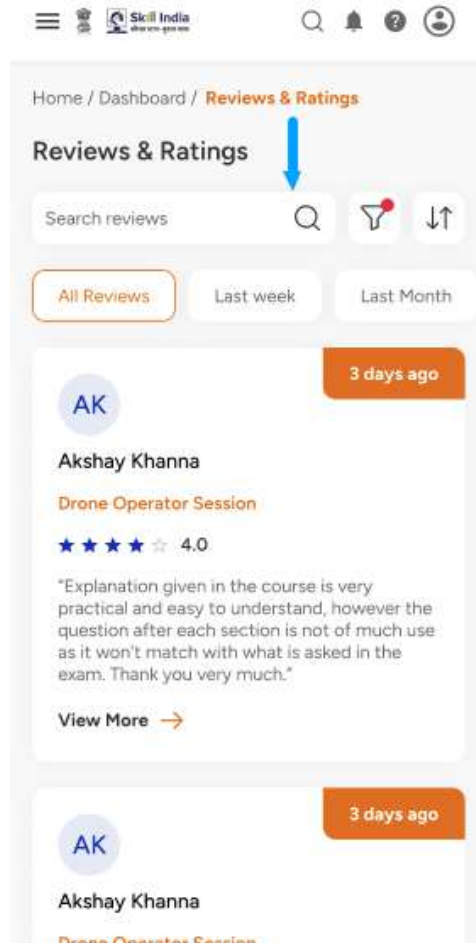 Skill India
कौशल भारत - कुशल भारत
Home / Dashboard / Reviews & Ratings
Reviews & Ratings
Search reviews
All Reviews
Last week
Last Month
3 days ago
AK
Akshay Khanna
Drone Operator Session
4.0
"Explanation given in the course is very
practical and easy to understand, however the
question after each section is not of much use
as it won't match with what is asked in the
exam. Thank you very much."
View More
3 days ago
AK
Akshay Khanna
Drone Operator Session